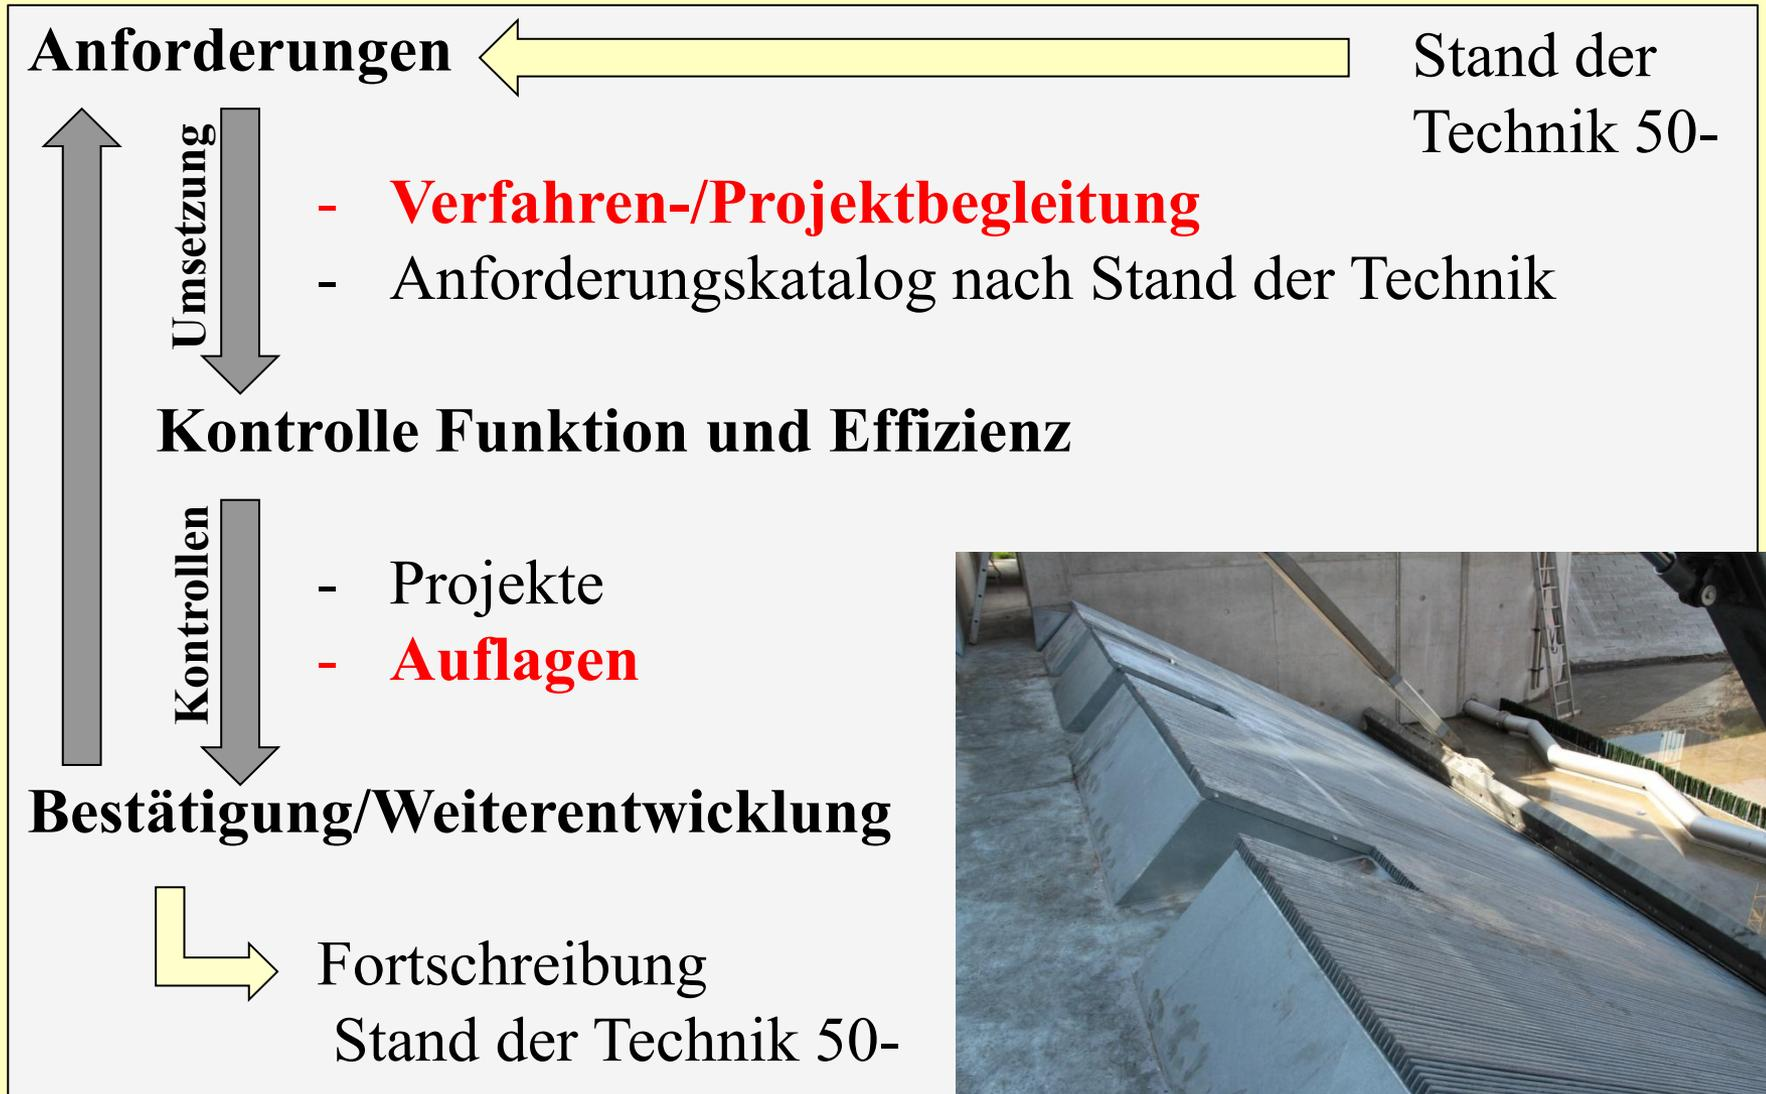 Anforderungen
Stand der
Technik 50-
Umsetzung
- Verfahren-/Projektbegleitung
- Anforderungskatalog nach Stand der Technik
Kontrolle Funktion und Effizienz
Kontrollen
- Projekte
- Auflagen
Bestätigung/Weiterentwicklung
Fortschreibung
Stand der Technik 50-